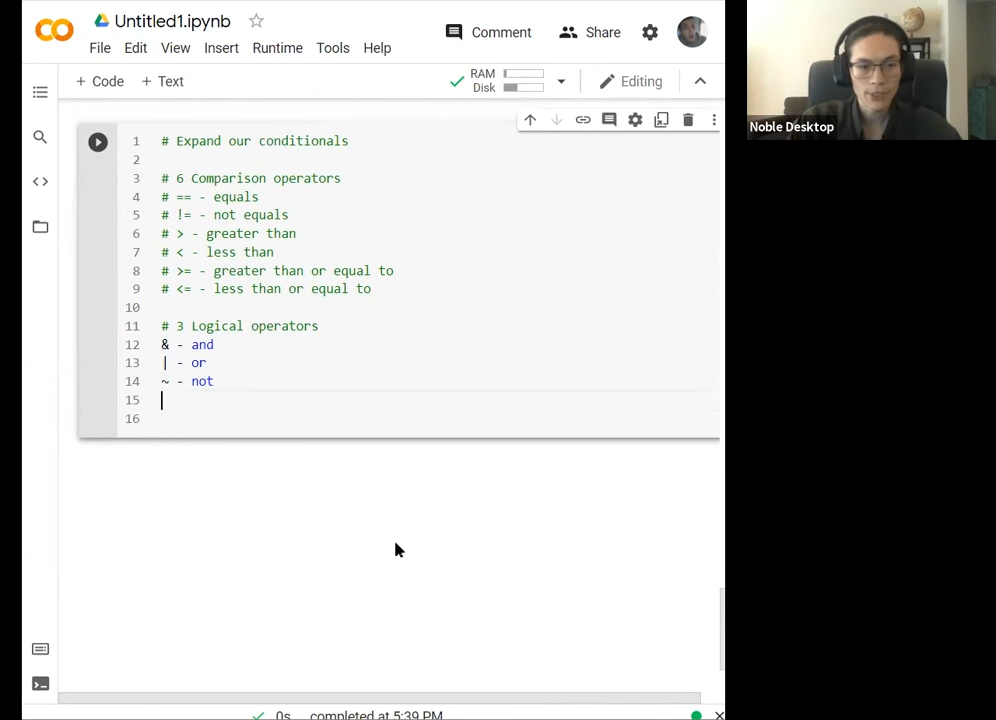 Untitled1.ipynb
File Edit View Insert Runtime Tools Help
Comment Share
+ Code + Text
RAM
Disk
Editing
1 # Expand our conditionals
2
3 # 6 Comparison operators
4 # == - equals
5 # != - not equals
6 # > - greater than
7 # < - less than
8 # >= - greater than or equal to
9 # <= - less than or equal to
10
11 # 3 Logical operators
12 & - and
13 | - or
14 ~ - not
15
16
0s completed at 5:39 PM
Noble Desktop